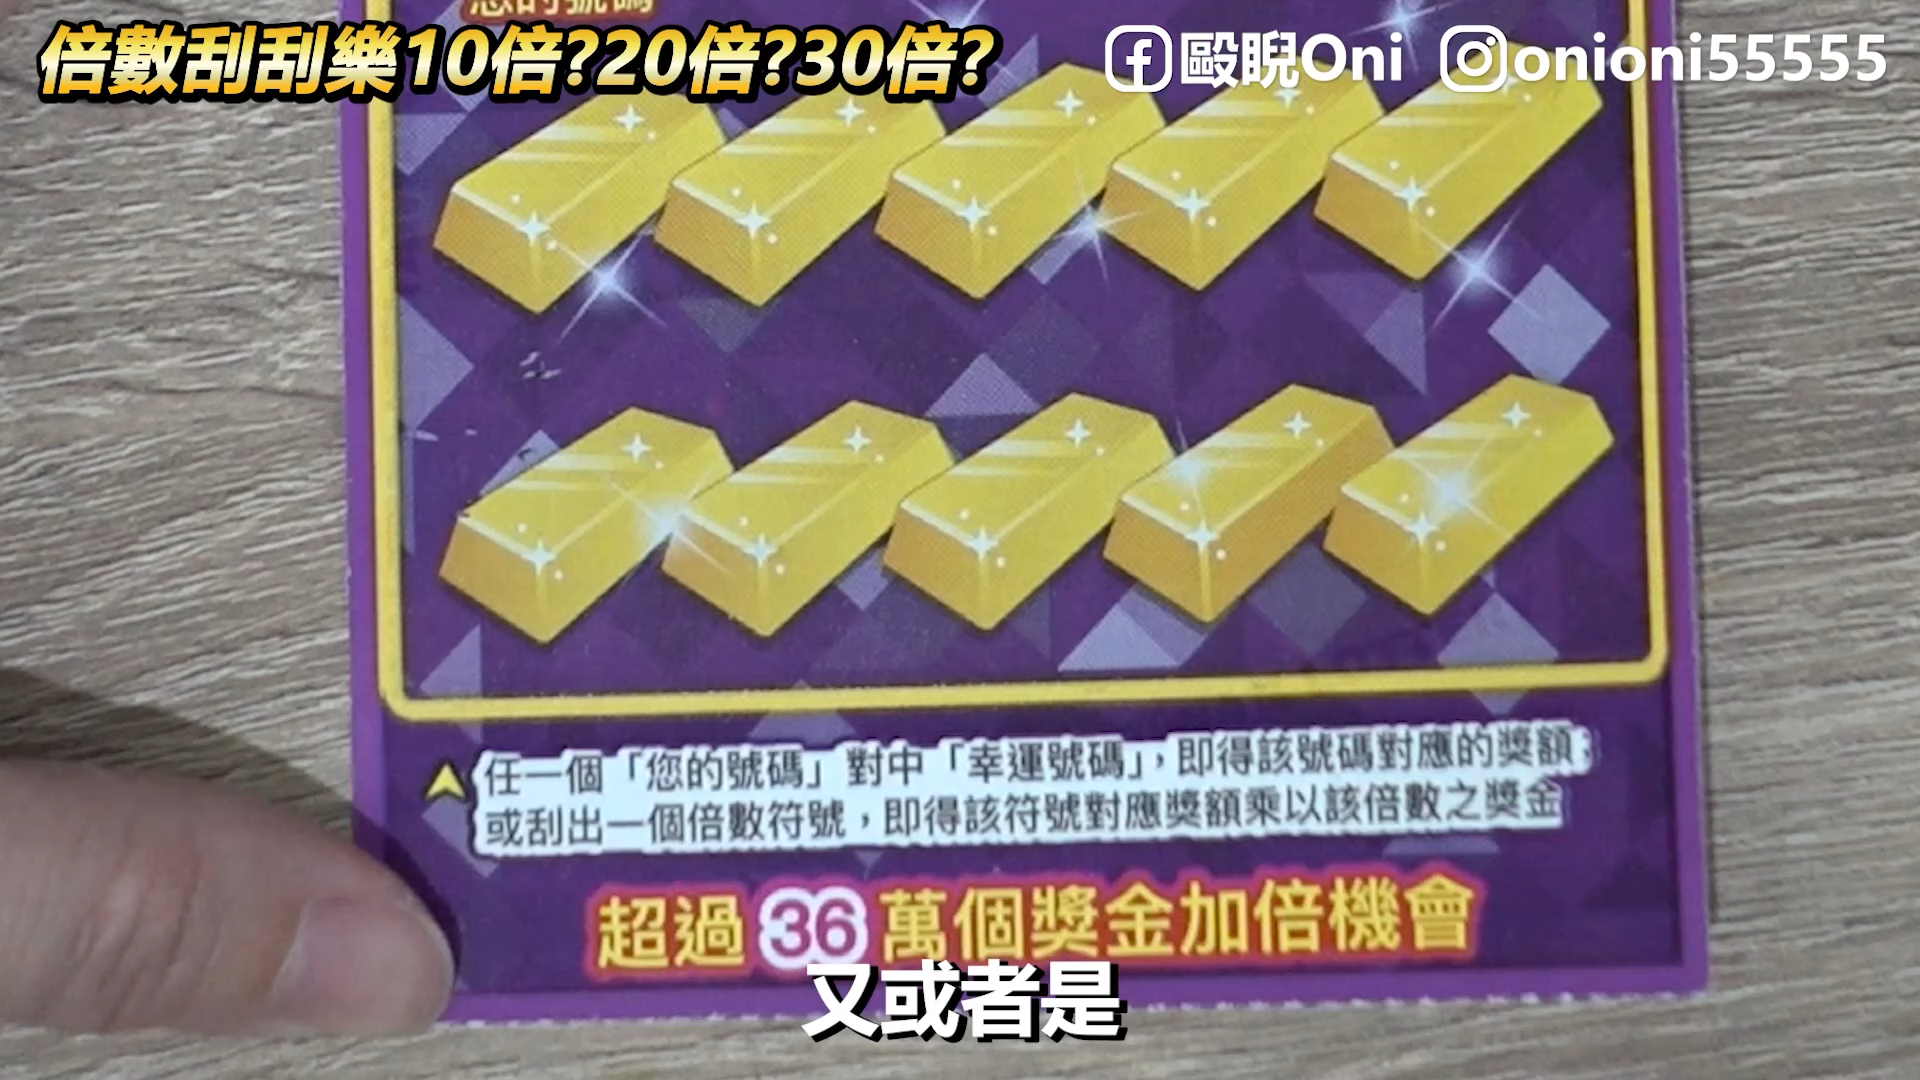 您的號碼
倍數刮刮樂10倍?20倍?30倍?
毆睨Oni onioni55555
任一個「您的號碼」對中「幸運號碼」，即得該號碼對應的獎額；
或刮出一個倍數符號，即得該符號對應獎額乘以該倍數之獎金
超過36萬個獎金加倍機會
又或者是